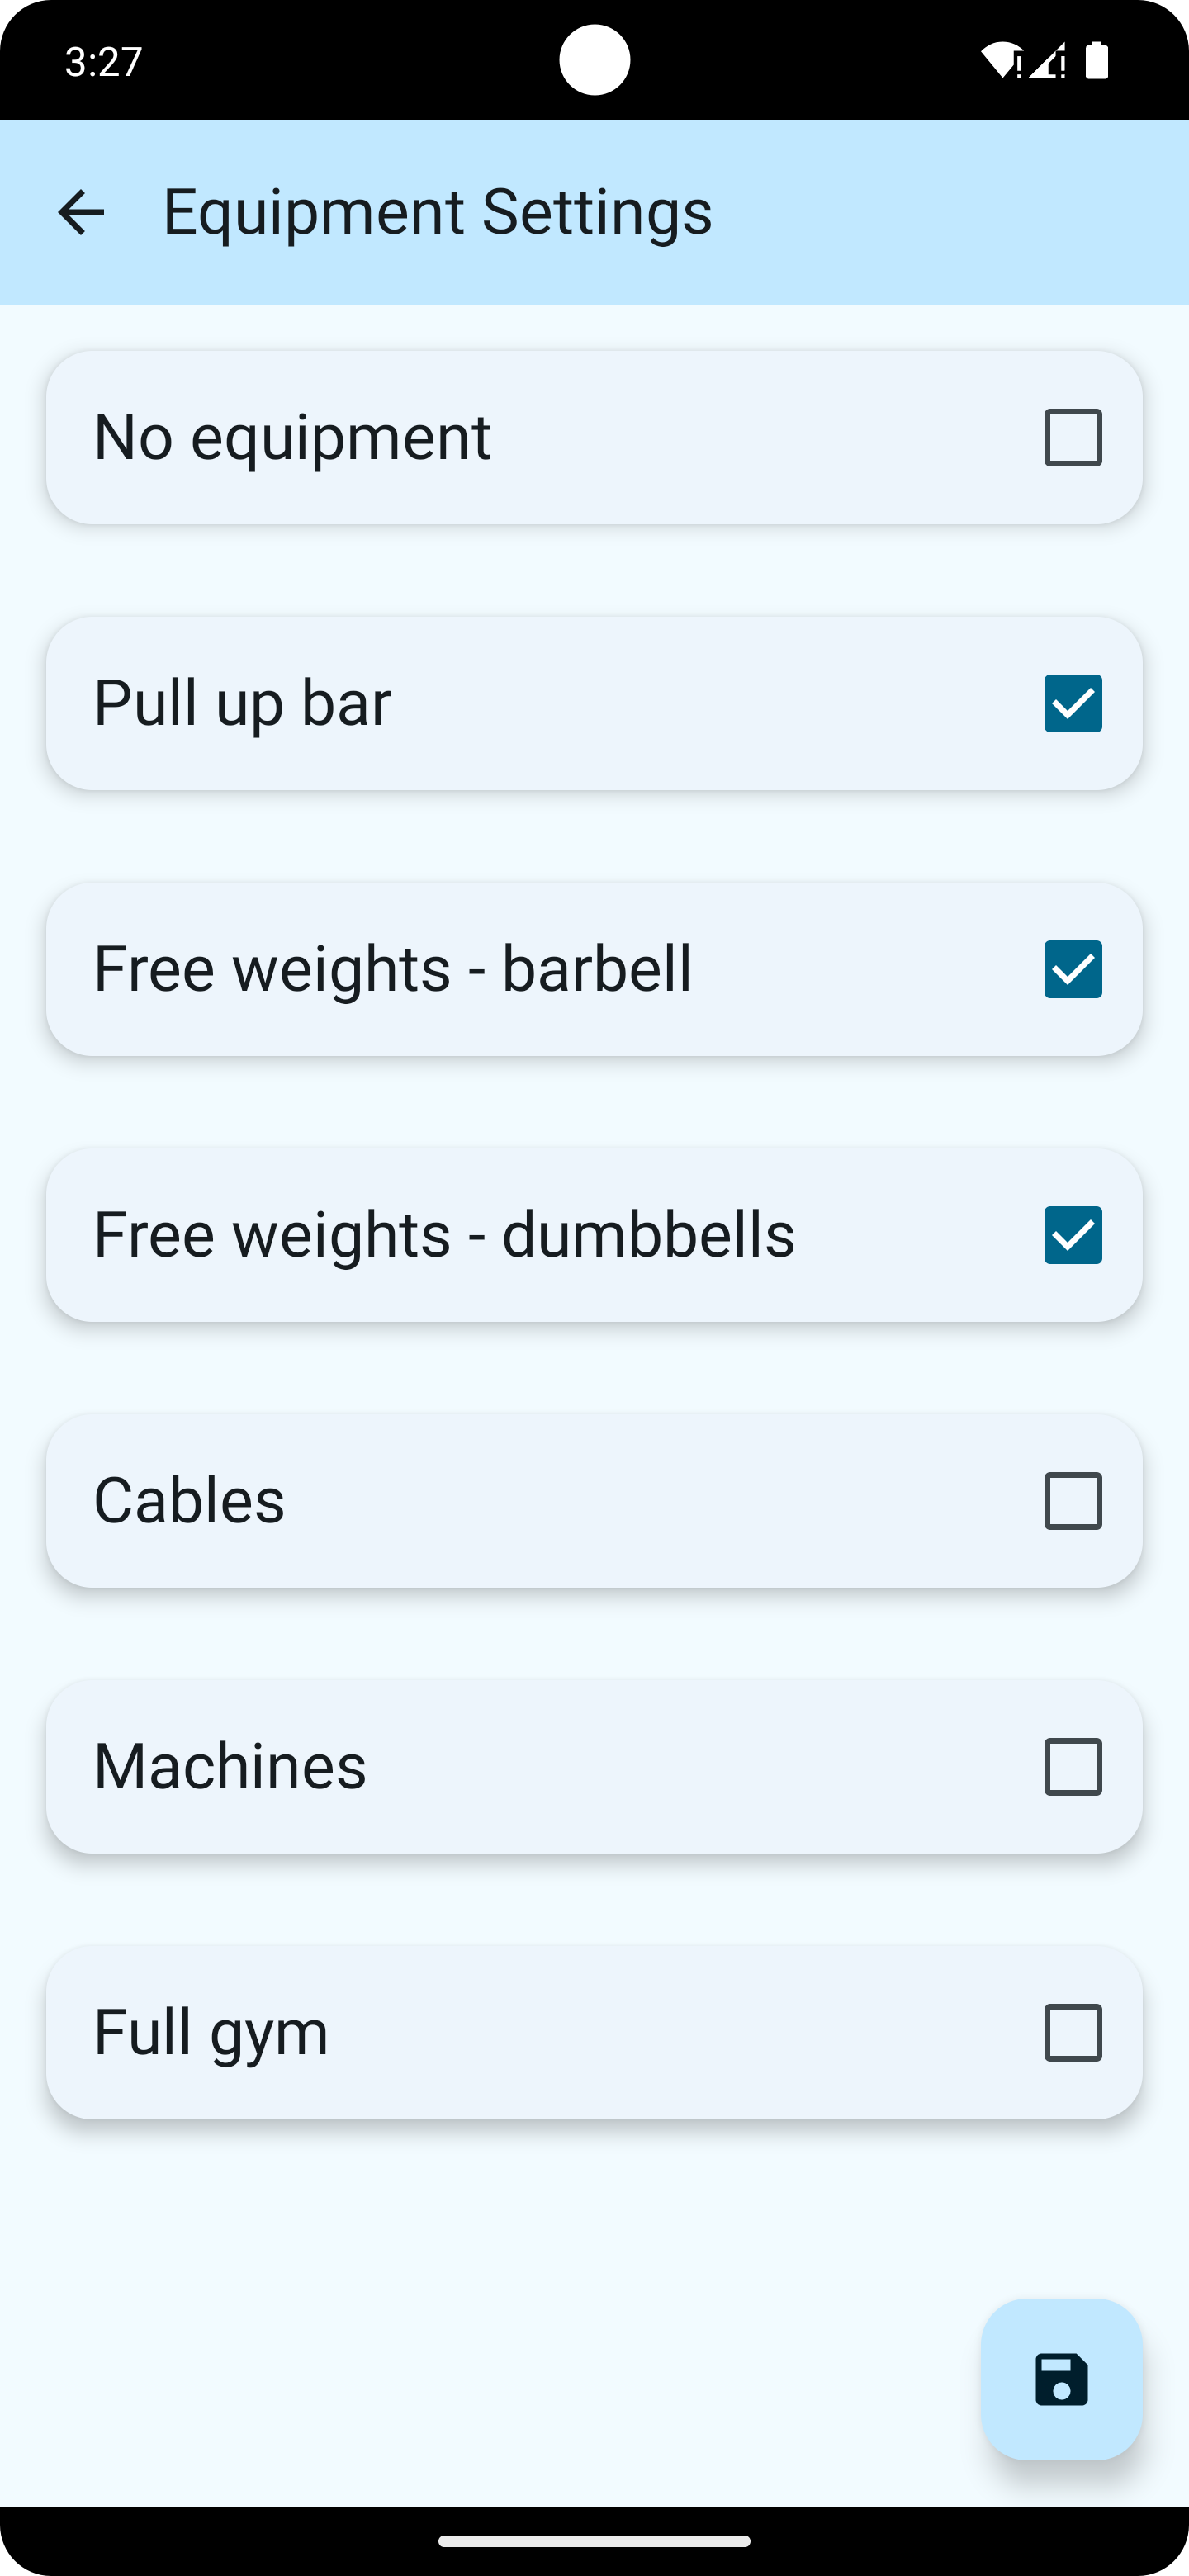 3:27
Equipment Settings
No equipment
Pull up bar
Free weights - barbell
Free weights - dumbbells
Cables
Machines
Full gym